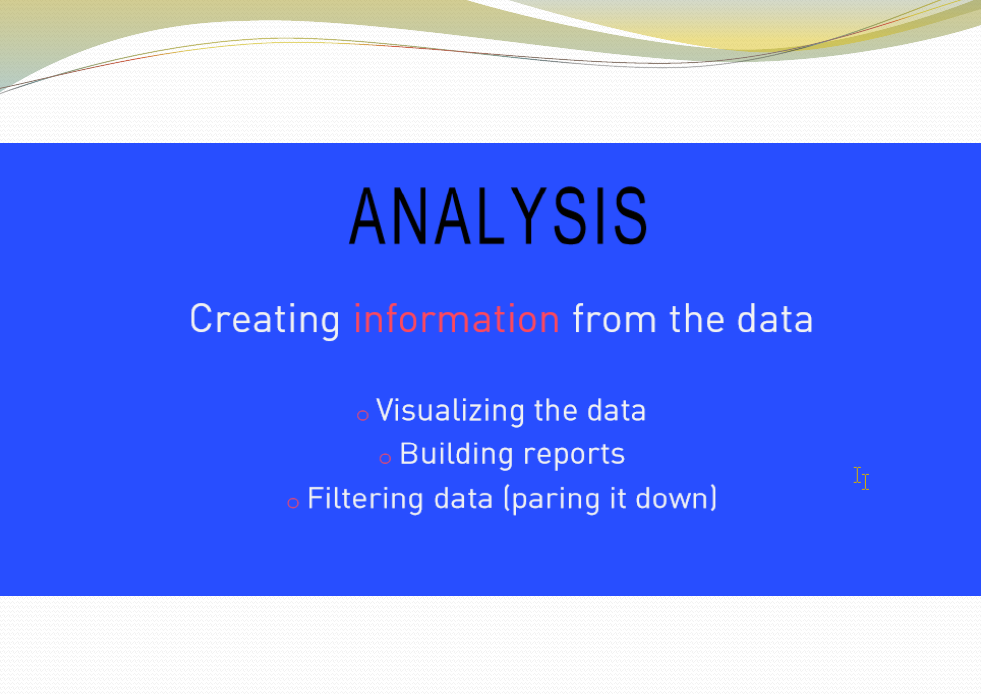 ANALYSIS
Creating information from the data
○ Visualizing the data
○ Building reports
○ Filtering data (paring it down)